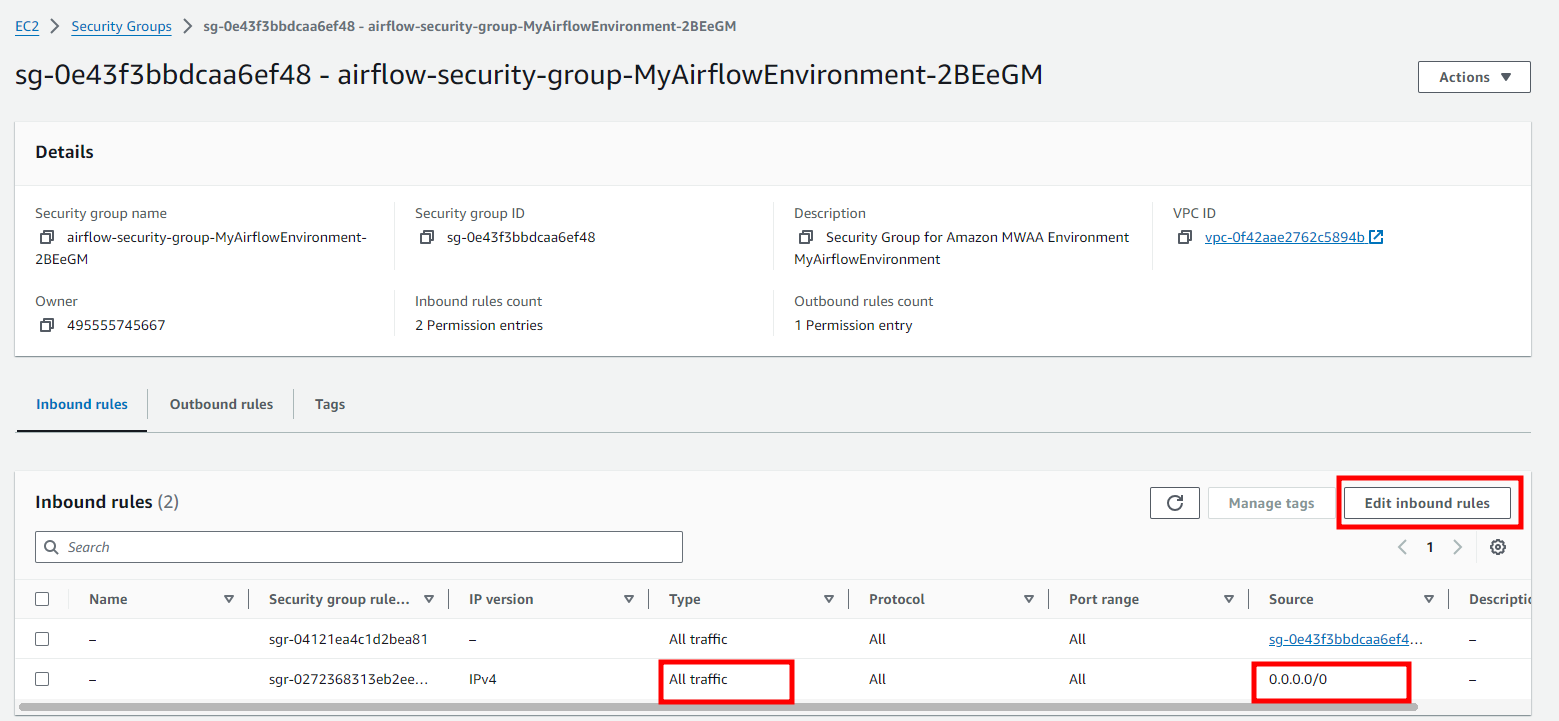 EC2 > Security Groups > sg-0e43f3bbdcaa6ef48 - airflow-security-group-MyAirflowEnvironment-2BEeGM
sg-0e43f3bbdcaa6ef48 - airflow-security-group-MyAirflowEnvironment-2BEeGM
Actions
Details
Security group name
airflow-security-group-MyAirflowEnvironment-
2BEeGM
Security group ID
sg-0e43f3bbdcaa6ef48
Description
Security Group for Amazon MWAA Environment
MyAirflowEnvironment
VPC ID
vpc-0f42aae2762c5894b
Owner
495555745667
Inbound rules count
2 Permission entries
Outbound rules count
1 Permission entry
Inbound rules Outbound rules Tags
Inbound rules (2)
Manage tags Edit inbound rules
Search
1
Name Security group rule... IP version Type Protocol Port range Source Descriptio
– sgr-04121ea4c1d2bea81 – All traffic All All sg-0e43f3bbdcaa6ef4... –
– sgr-0272368313eb2ee... IPv4 All traffic All All 0.0.0.0/0 –